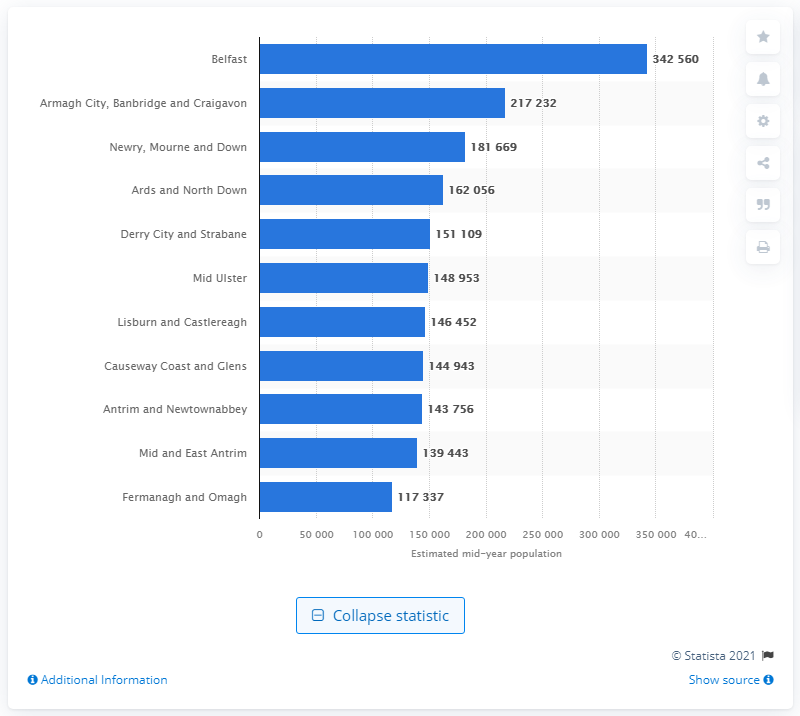 Belfast 342 560
Armagh City, Banbridge and Craigavon 217 232
Newry, Mourne and Down 181 669
Ards and North Down 162 056
Derry City and Strabane 151 109
Mid Ulster 148 953
Lisburn and Castlereagh 146 452
Causeway Coast and Glens 144 943
Antrim and Newtownabbey 143 756
Mid and East Antrim 139 443
Fermanagh and Omagh 117 337
0 50 000 100 000 150 000 200 000 250 000 300 000 350 000 40...
Estimated mid-year population
Collapse statistic
© Statista 2021
Additional Information Show source